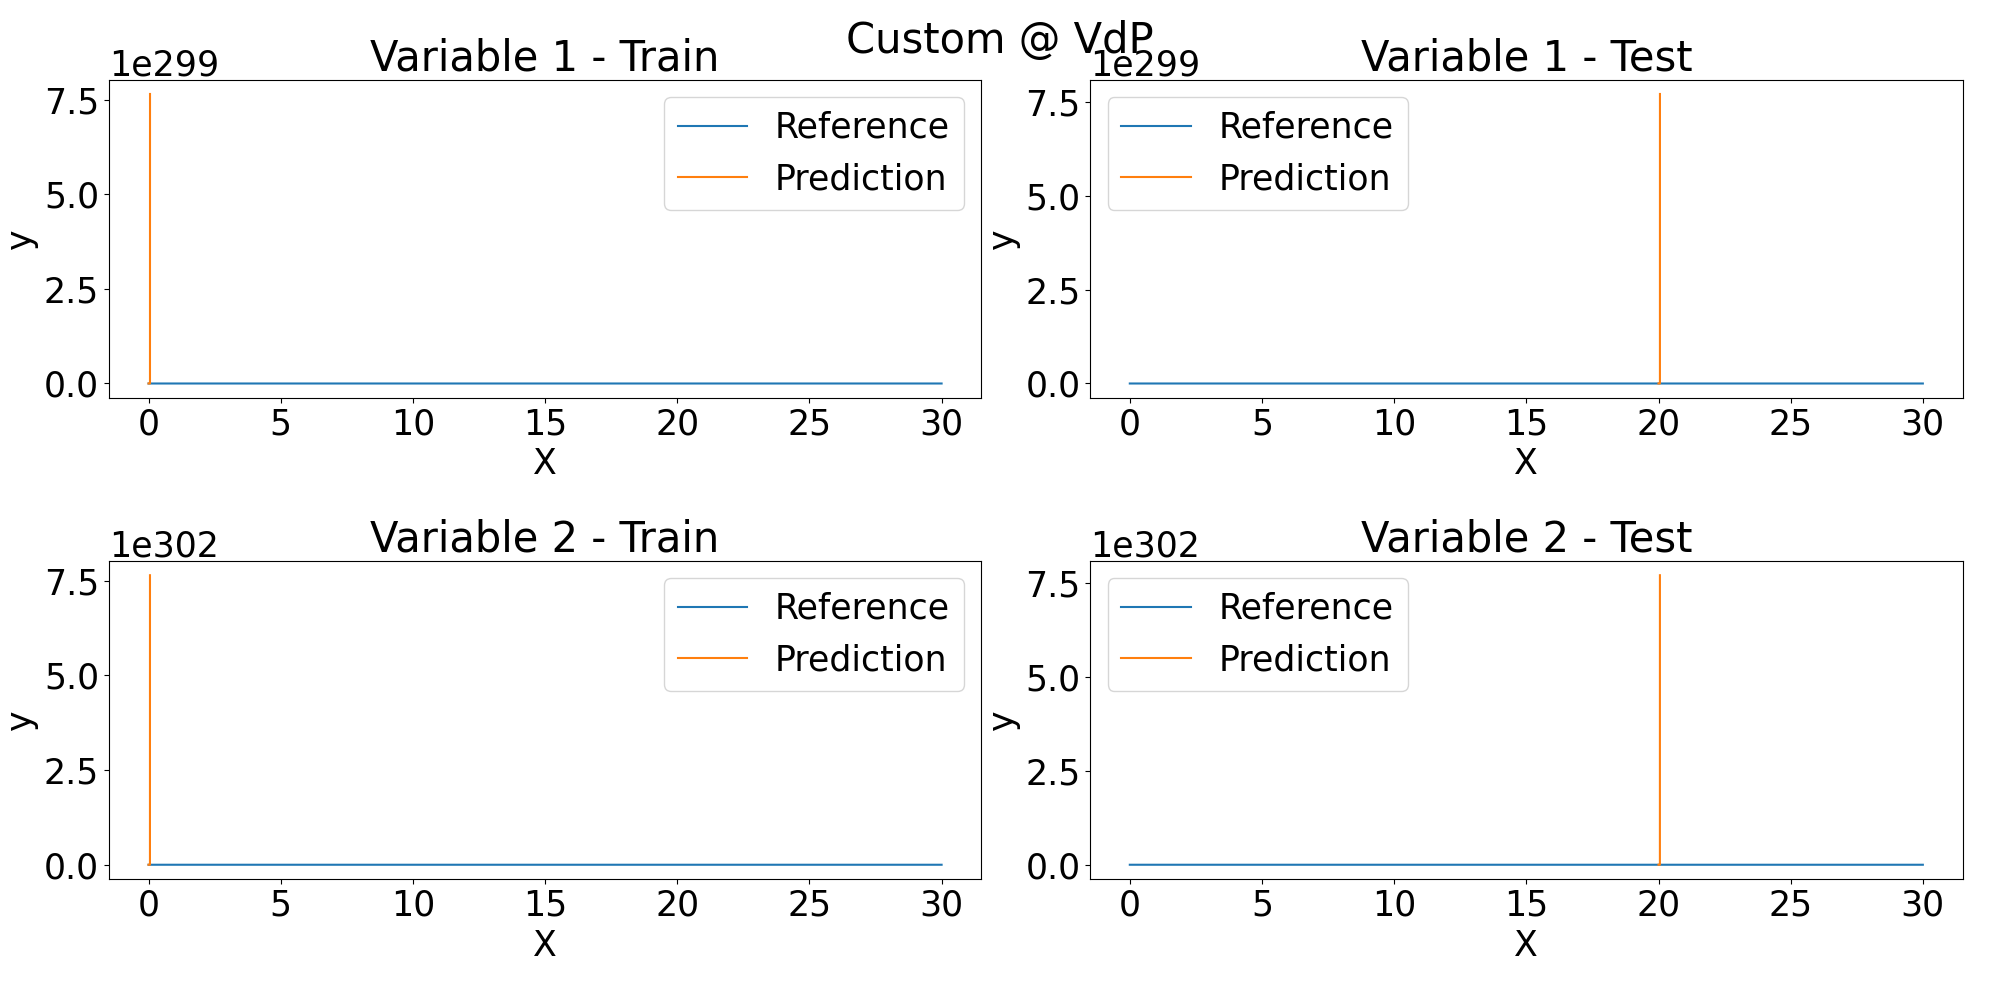 Custom @ VdP
Variable 1 - Train
1e299
7.5
5.0
2.5
0.0
y
Reference
Prediction
0 5 10 15 20 25 30
X
Variable 1 - Test
1e299
7.5
5.0
2.5
0.0
y
Reference
Prediction
0 5 10 15 20 25 30
X
Variable 2 - Train
1e302
7.5
5.0
2.5
0.0
y
Reference
Prediction
0 5 10 15 20 25 30
X
Variable 2 - Test
1e302
7.5
5.0
2.5
0.0
y
Reference
Prediction
0 5 10 15 20 25 30
X